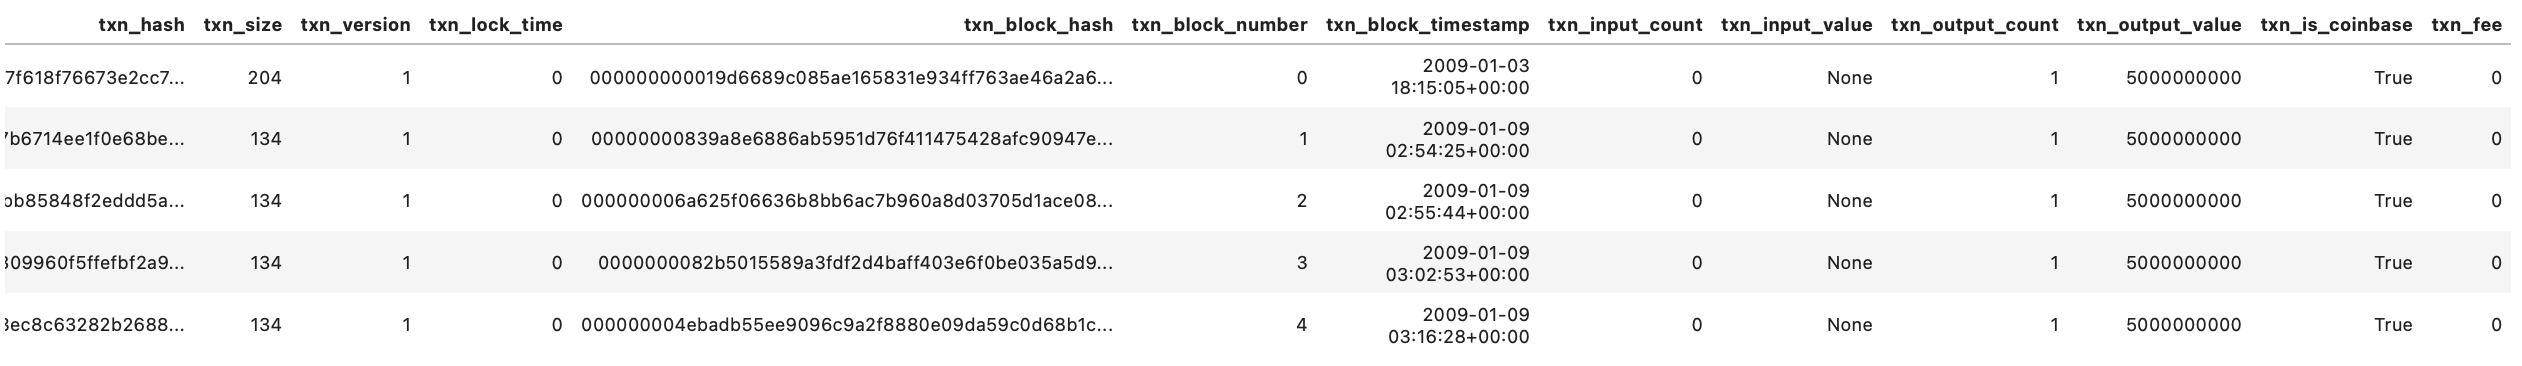 txn_hash txn_size txn_version txn_lock_time txn_block_hash txn_block_number txn_block_timestamp txn_input_count txn_input_value txn_output_count txn_output_value txn_is_coinbase txn_fee
7f618f76673e2cc7... 204 1 0 000000000019d6689c085ae165831e934ff763ae46a2a6... 0 2009-01-03 18:15:05+00:00 0 None 1 5000000000 True 0
7b6714ee1f0e68be... 134 1 0 00000000839a8e6886ab5951d76f411475428afc90947e... 1 2009-01-09 02:54:25+00:00 0 None 1 5000000000 True 0
bb85848f2eddd5a... 134 1 0 000000006a625f06636b8bb6ac7b960a8d03705d1ace08... 2 2009-01-09 02:55:44+00:00 0 None 1 5000000000 True 0
309960f5ffefbf2a9... 134 1 0 0000000082b5015589a3fdf2d4baff403e6f0be035a5d9... 3 2009-01-09 03:02:53+00:00 0 None 1 5000000000 True 0
3ec8c63282b2688... 134 1 0 000000004ebadb55ee9096c9a2f8880e09da59c0d68b1c... 4 2009-01-09 03:16:28+00:00 0 None 1 5000000000 True 0